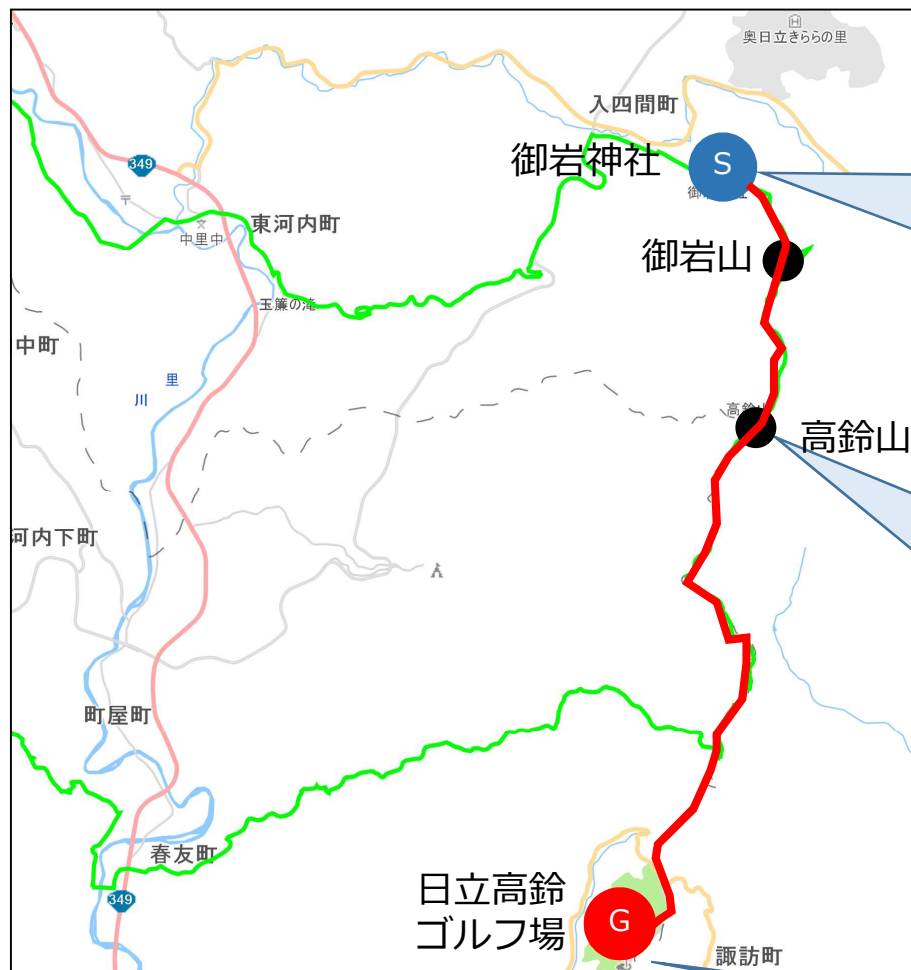 奥日立きららの里
入四間町
349
御岩神社
S
東河内町
中里中
御岩山
玉簾の滝
中町
里
川
高鈴山
河内下町
町屋町
春友町
349
日立高鈴
ゴルフ場
G
諏訪町